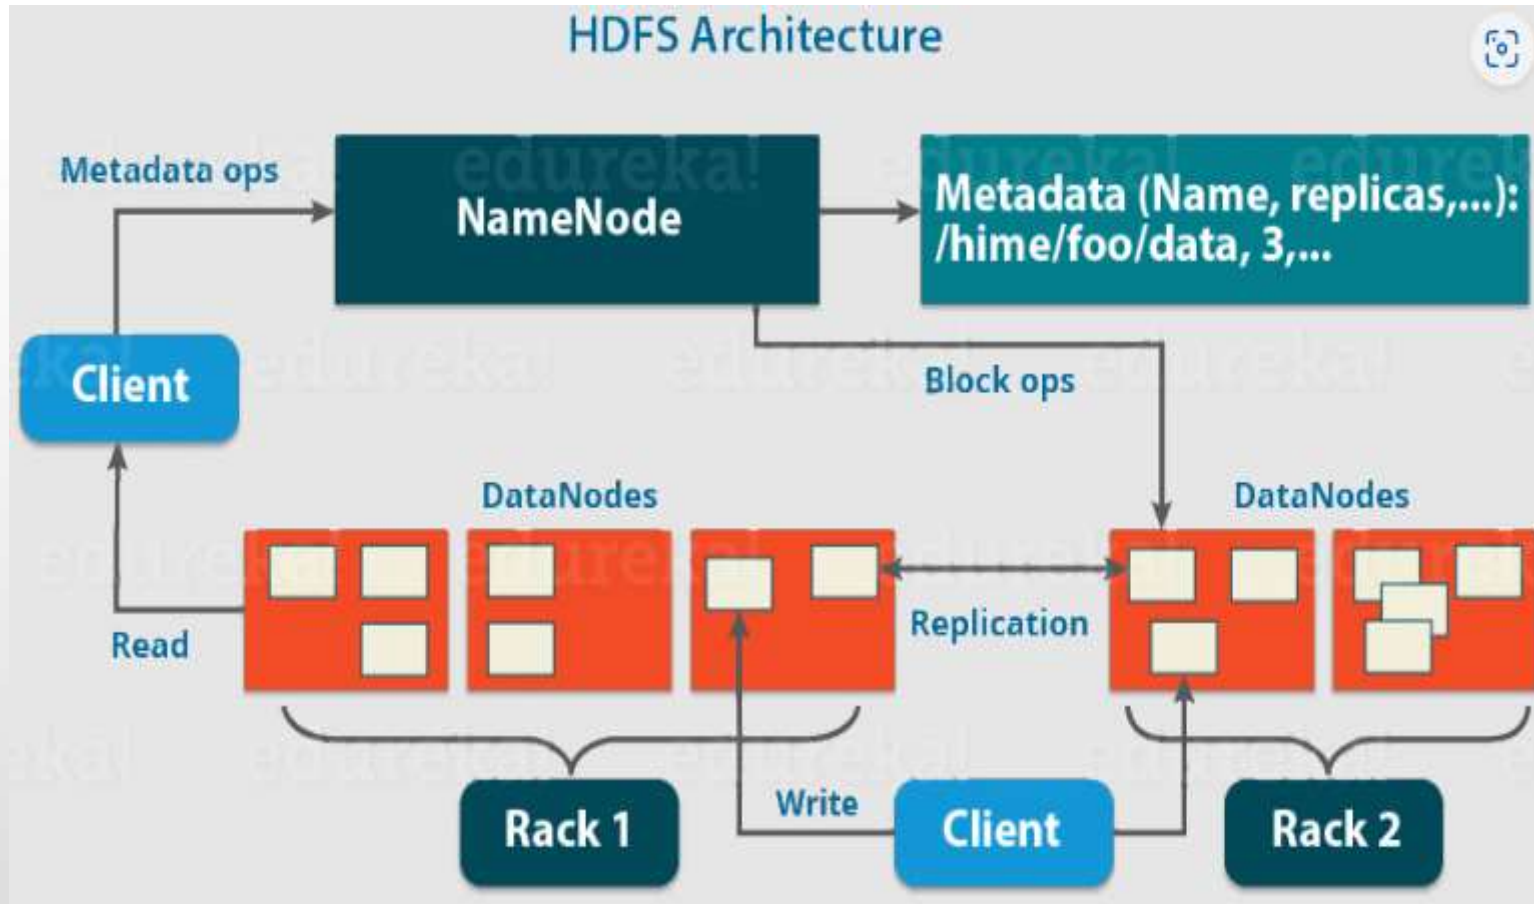 HDFS Architecture
Metadata ops
edureka!
NameNode
Metadata (Name, replicas,...):
/hime/foo/data, 3,...
Client
Block ops
DataNodes
DataNodes
Read
Replication
Write
Rack 1
Client
Rack 2